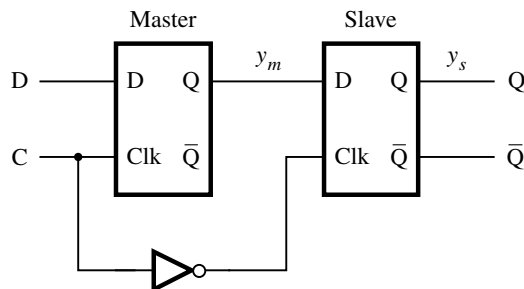 Master Slave
D D Q y_m D Q y_s Q
C Clk Q̅ Clk Q̅ Q̅